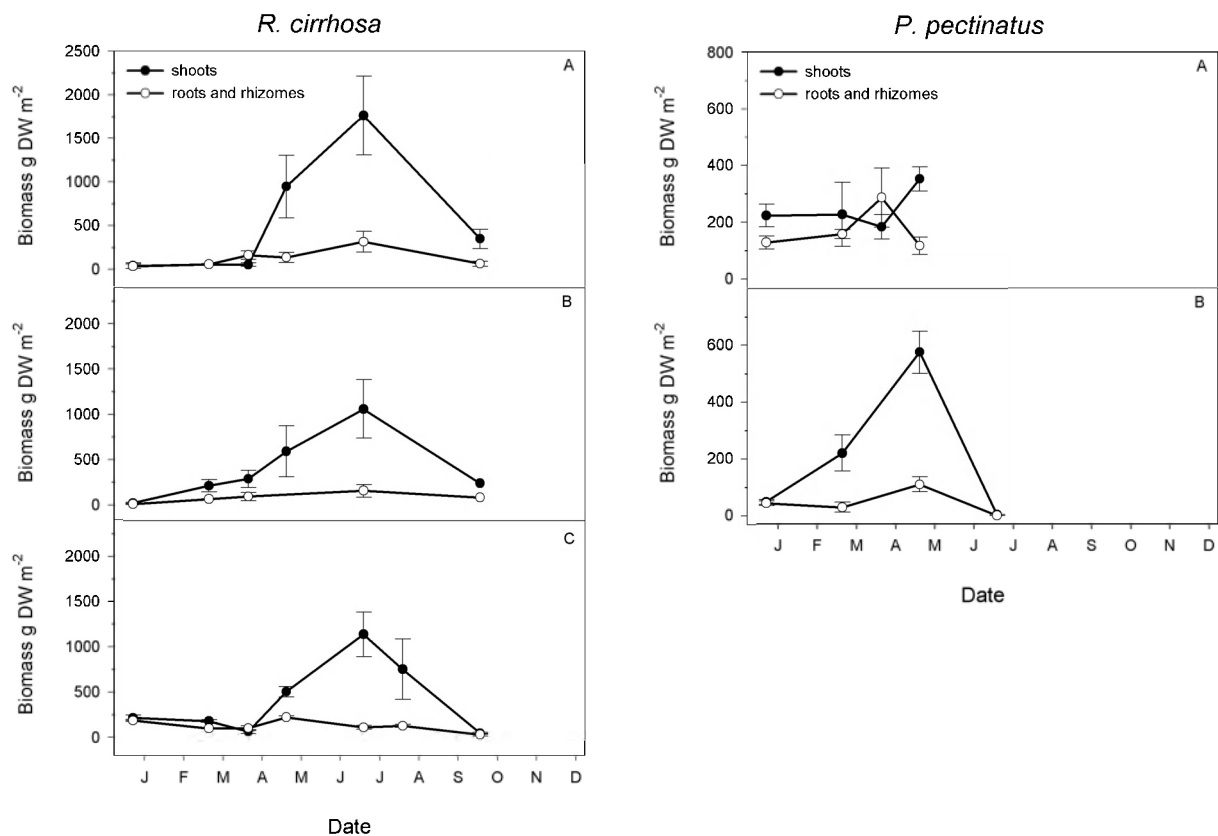 R. cirrhosa
2500
2000
1500
1000
500
0
Biomass g DW m-2
shoots
roots and rhizomes
A
2000
1500
1000
500
0
Biomass g DW m-2
B
2000
1500
1000
500
0
Biomass g DW m-2
C
J F M A M J J A S O N D
Date
P. pectinatus
800
600
400
200
0
Biomass g DW m-2
shoots
roots and rhizomes
A
600
400
200
0
Biomass g DW m-2
B
J F M A M J J A S O N D
Date